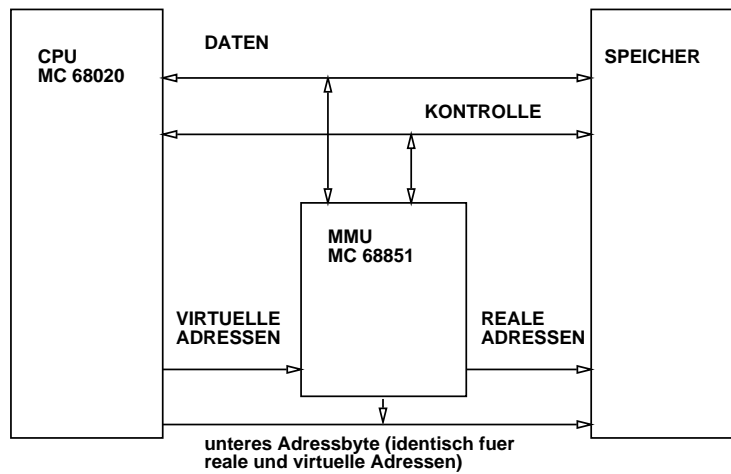 CPU
MC 68020
DATEN
SPEICHER
KONTROLLE
MMU
MC 68851
VIRTUELLE
ADRESSEN
REALE
ADRESSEN
unteres Adressbyte (identisch fuer
reale und virtuelle Adressen)